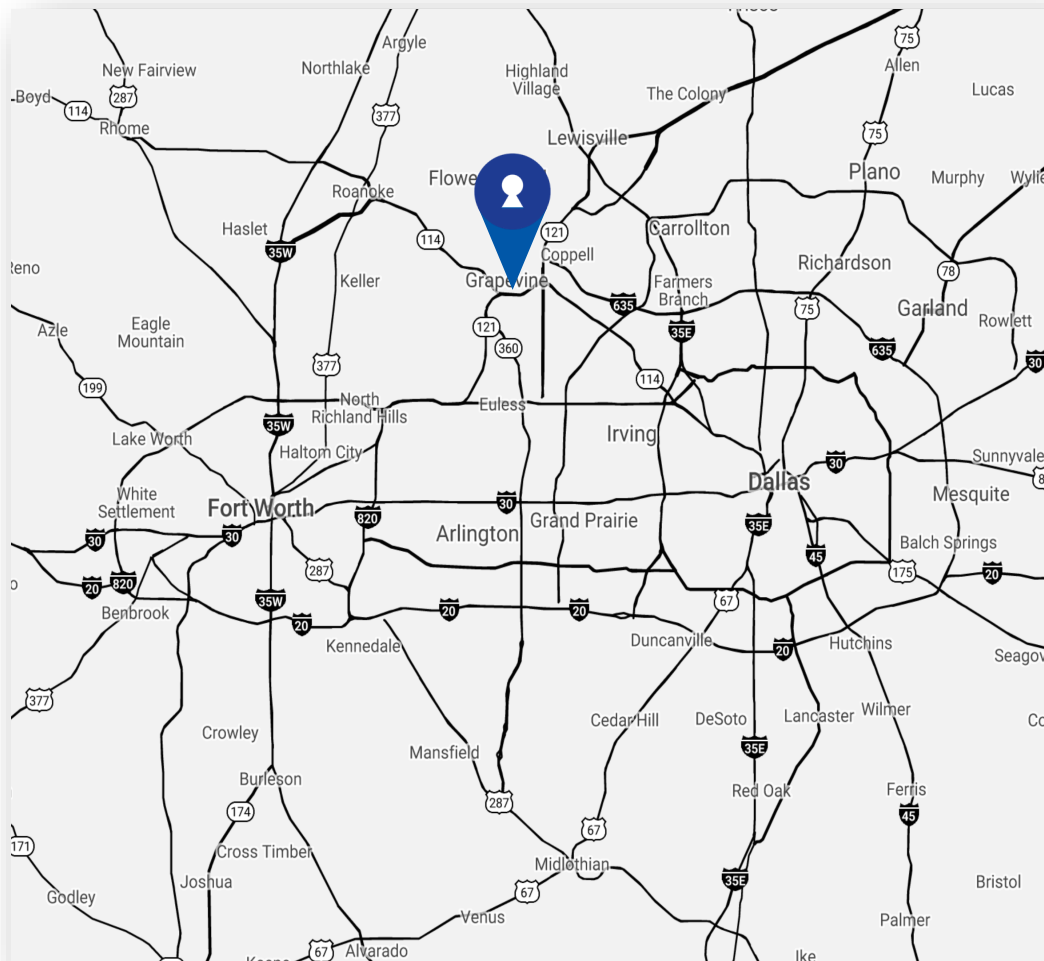 Argyle
75
New Fairview
Northlake
Highland
Village
Allen
287
Boyd
114
The Colony
Lucas
377
Rhome
Lewisville
75
Roanoke
Plano
Murphy
Haslet
Carrollton
114
121
35W
Coppell
Richardson
78
Keller
Grapevine
Farmers
Branch
635
75
Garland
Rowlett
Azle
Eagle
Mountain
121
35E
360
635
30
377
114
199
North
Richland Hills
Euless
35W
Irving
Lake Worth
Haltom City
30
Sunnyvale
White
Settlement
Fort Worth
30
Dallas
Mesquite
820
Grand Prairie
35E
30
30
Arlington
Balch Springs
45
287
175
20
20
820
35W
67
Benbrook
20
20
20
Kennedale
Duncanville
20
Hutchins
377
Crowley
Cedar Hill
DeSoto
Lancaster
Wilmer
35E
Mansfield
Burleson
Red Oak
Ferris
287
174
45
67
171
Cross Timber
Midlothian
Joshua
35E
Godley
67
Bristol
Venus
Palmer
67
Alvarado
Ike